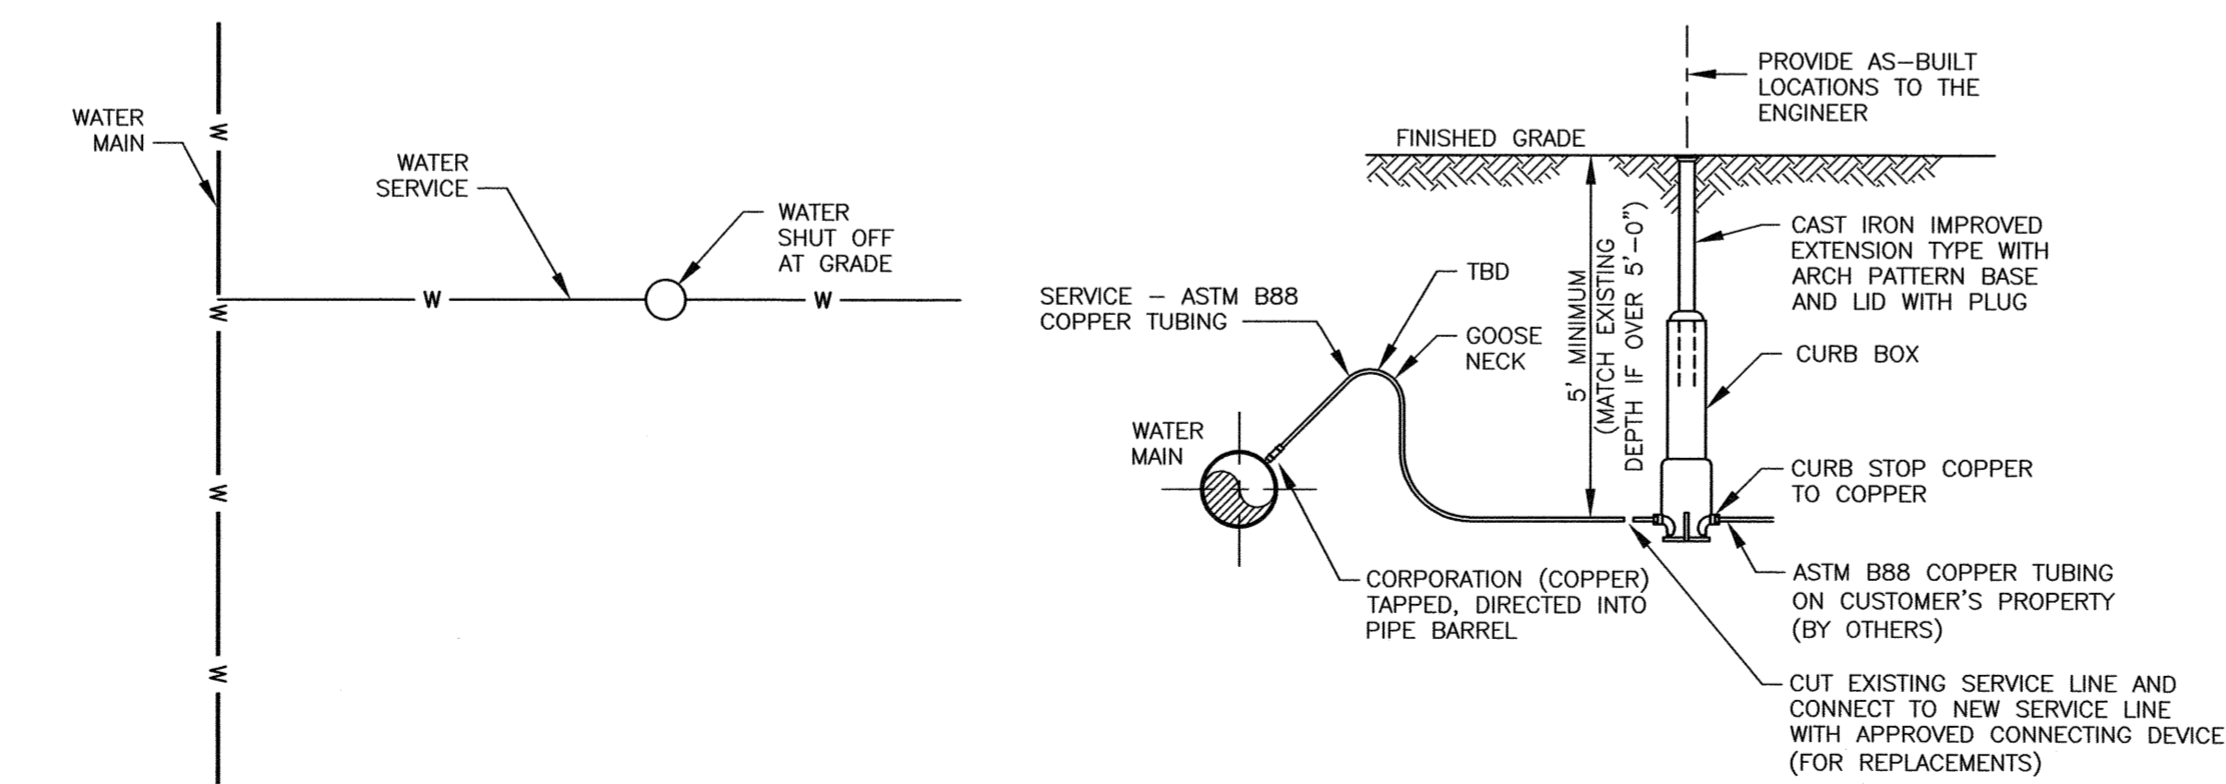 WATER
MAIN
W
WATER
SERVICE
WATER
SHUT OFF
AT GRADE
W
W
W
W
W
PROVIDE AS-BUILT
LOCATIONS TO THE
ENGINEER
FINISHED GRADE
CAST IRON IMPROVED
EXTENSION TYPE WITH
ARCH PATTERN BASE
AND LID WITH PLUG
TBD
SERVICE - ASTM B88
COPPER TUBING
GOOSE
NECK
5' MINIMUM
(MATCH EXISTING
DEPTH IF OVER 5'-0")
CURB BOX
WATER
MAIN
CURB STOP COPPER
TO COPPER
CORPORATION (COPPER)
TAPPED, DIRECTED INTO
PIPE BARREL
ASTM B88 COPPER TUBING
ON CUSTOMER'S PROPERTY
(BY OTHERS)
CUT EXISTING SERVICE LINE AND
CONNECT TO NEW SERVICE LINE
WITH APPROVED CONNECTING DEVICE
(FOR REPLACEMENTS)